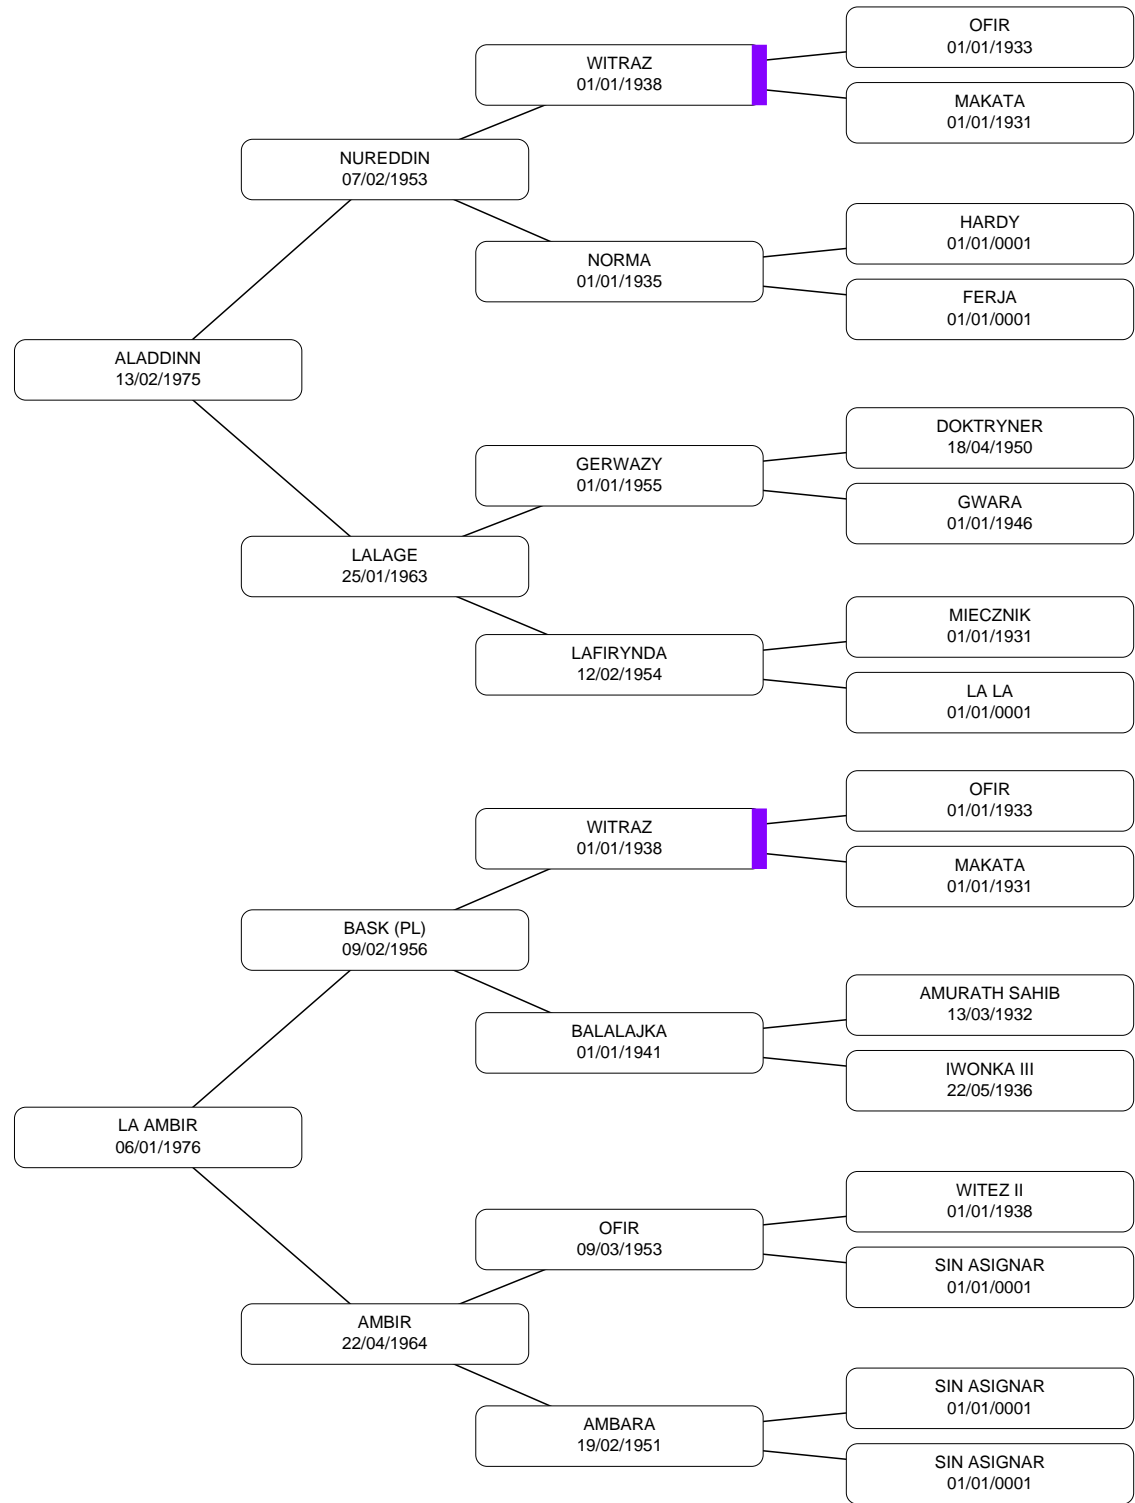 OFIR
01/01/1933
WITRAZ
01/01/1938
MAKATA
01/01/1931
NUREDDIN
07/02/1953
HARDY
01/01/0001
NORMA
01/01/1935
FERJA
01/01/0001
ALADDINN
13/02/1975
DOKTRYNER
18/04/1950
GERWAZY
01/01/1955
GWARA
01/01/1946
LALAGE
25/01/1963
MIECZNIK
01/01/1931
LAFIRYNDA
12/02/1954
LA LA
01/01/0001
OFIR
01/01/1933
WITRAZ
01/01/1938
MAKATA
01/01/1931
BASK (PL)
09/02/1956
AMURATH SAHIB
13/03/1932
BALALAJKA
01/01/1941
IWONKA III
22/05/1936
LA AMBIR
06/01/1976
WITEZ II
01/01/1938
OFIR
09/03/1953
SIN ASIGNAR
01/01/0001
AMBIR
22/04/1964
SIN ASIGNAR
01/01/0001
AMBARA
19/02/1951
SIN ASIGNAR
01/01/0001